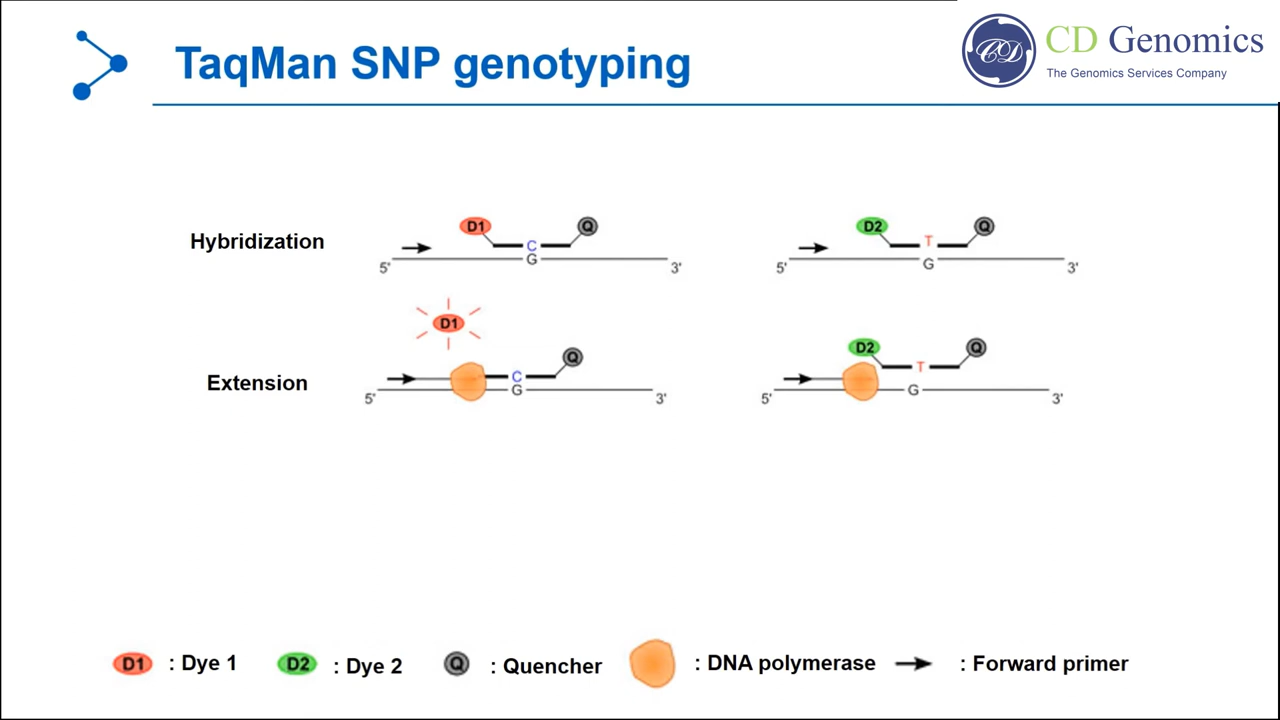 TaqMan SNP genotyping
CD
CD Genomics
The Genomics Services Company
Hybridization
D1
Q
C
G
5'
3'
D2
Q
T
G
5'
3'
Extension
D1
Q
C
G
5'
3'
D2
Q
T
G
5'
3'
D1 : Dye 1
D2 : Dye 2
Q : Quencher
: DNA polymerase
: Forward primer